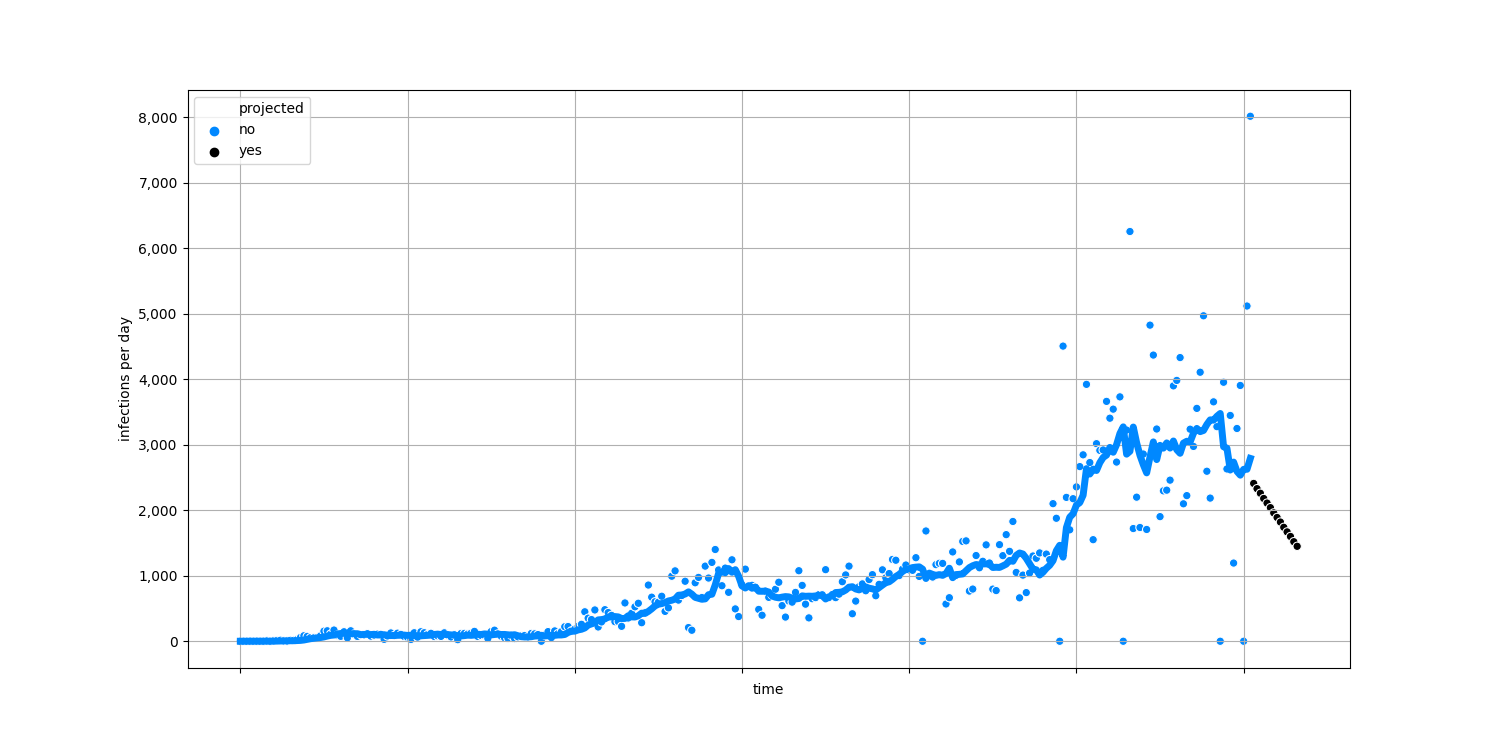 projected
no
yes
8,000
7,000
6,000
5,000
4,000
3,000
2,000
1,000
0
infections per day
time